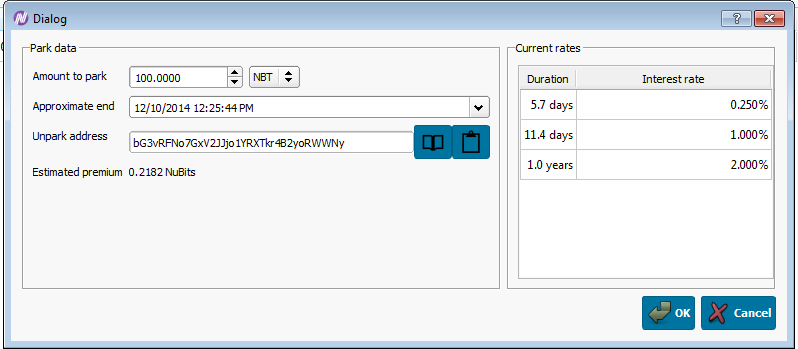 Dialog
Park data
Amount to park 100.0000 NBT
Approximate end 12/10/2014 12:25:44 PM
Unpark address bG3vRFNo7GxV2JJjo1YRXTkr4B2yoRWWNy
Estimated premium 0.2182 NuBits
Current rates
Duration Interest rate
5.7 days 0.250%
11.4 days 1.000%
1.0 years 2.000%
OK Cancel